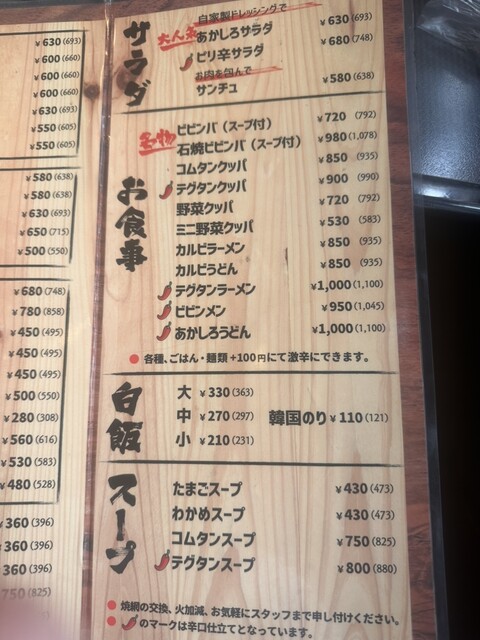 ¥630(693)
¥600(660)
¥600(660)
¥600(660)
¥630(693)
¥550(605)
¥550(605)
¥580(638)
¥580(638)
¥630(693)
¥650(715)
¥500(550)
¥680(748)
¥780(858)
¥450(495)
¥450(495)
¥450(495)
¥500(550)
¥280(308)
¥560(616)
¥530(583)
¥480(528)
¥360(396)
¥360(396)
¥360(396)
¥750(825)
サラダ
自家製ドレッシングで
大人気 あかしろサラダ ¥630(693)
ピリ辛サラダ ¥680(748)
お肉を包んで
サンチュ ¥580(638)
お食事
名物 ビビンバ(スープ付) ¥720 (792)
石焼ビビンバ(スープ付) ¥980(1,078)
コムタンクッパ ¥850 (935)
テグタンクッパ ¥900 (990)
野菜クッパ ¥720 (792)
ミニ野菜クッパ ¥530 (583)
カルビラーメン ¥850 (935)
カルビうどん ¥850 (935)
テグタンラーメン ¥1,000(1,100)
ビビンメン ¥950(1,045)
あかしろうどん ¥1,000(1,100)
● 各種、ごはん・麺類+100円にて激辛にできます。
白飯
大 ¥330(363)
中 ¥270(297) 韓国のり ¥110(121)
小 ¥210(231)
スープ
たまごスープ ¥430(473)
わかめスープ ¥430(473)
コムタンスープ ¥750(825)
テグタンスープ ¥800(880)
● 焼網の交換、火加減、お気軽にスタッフまで申し付けください。
● のマークは辛口仕立てとなっています。